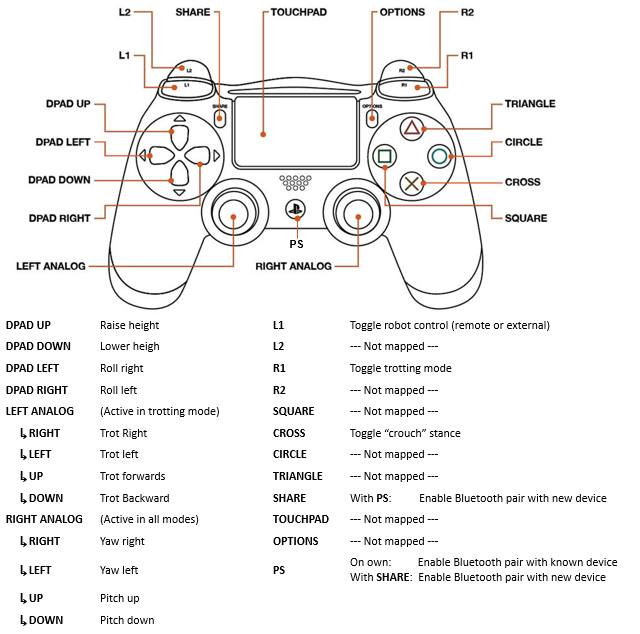 L2 SHARE TOUCHPAD OPTIONS R2
L1 R1
L2 R2
L1 R1
SHARE OPTIONS
DPAD UP TRIANGLE
DPAD LEFT CIRCLE
DPAD DOWN CROSS
DPAD RIGHT SQUARE
PS
LEFT ANALOG RIGHT ANALOG
DPAD UP Raise height L1 Toggle robot control (remote or external)
DPAD DOWN Lower heigh L2 --- Not mapped ---
DPAD LEFT Roll right R1 Toggle trotting mode
DPAD RIGHT Roll left R2 --- Not mapped ---
LEFT ANALOG (Active in trotting mode) SQUARE --- Not mapped ---
↳RIGHT Trot Right CROSS Toggle “crouch” stance
↳LEFT Trot left CIRCLE --- Not mapped ---
↳UP Trot forwards TRIANGLE --- Not mapped ---
↳DOWN Trot Backward SHARE With PS: Enable Bluetooth pair with new device
RIGHT ANALOG (Active in all modes) TOUCHPAD --- Not mapped ---
↳RIGHT Yaw right OPTIONS --- Not mapped ---
↳LEFT Yaw left PS On own: Enable Bluetooth pair with known device
With SHARE: Enable Bluetooth pair with new device
↳UP Pitch up
↳DOWN Pitch down